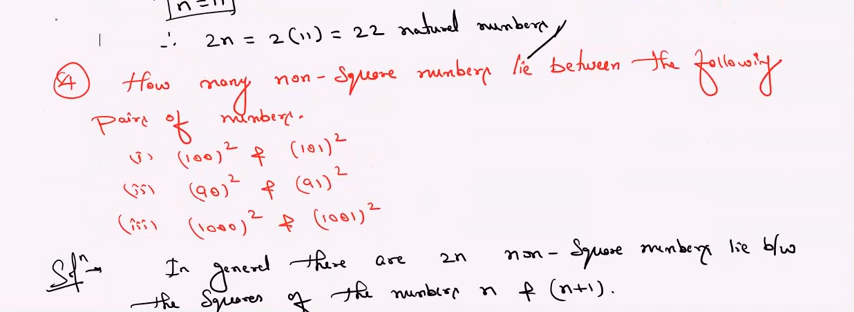 n = 11
∴ 2n = 2(11) = 22 natural numbers
④ How many non-Square numbers lie between the following
pairs of numbers.
(i) (100)² & (101)²
(ii) (90)² & (91)²
(iii) (1000)² & (1001)²
Solⁿ→ In general there are 2n non-Square numbers lie b/w
the Squares of the numbers n & (n+1).